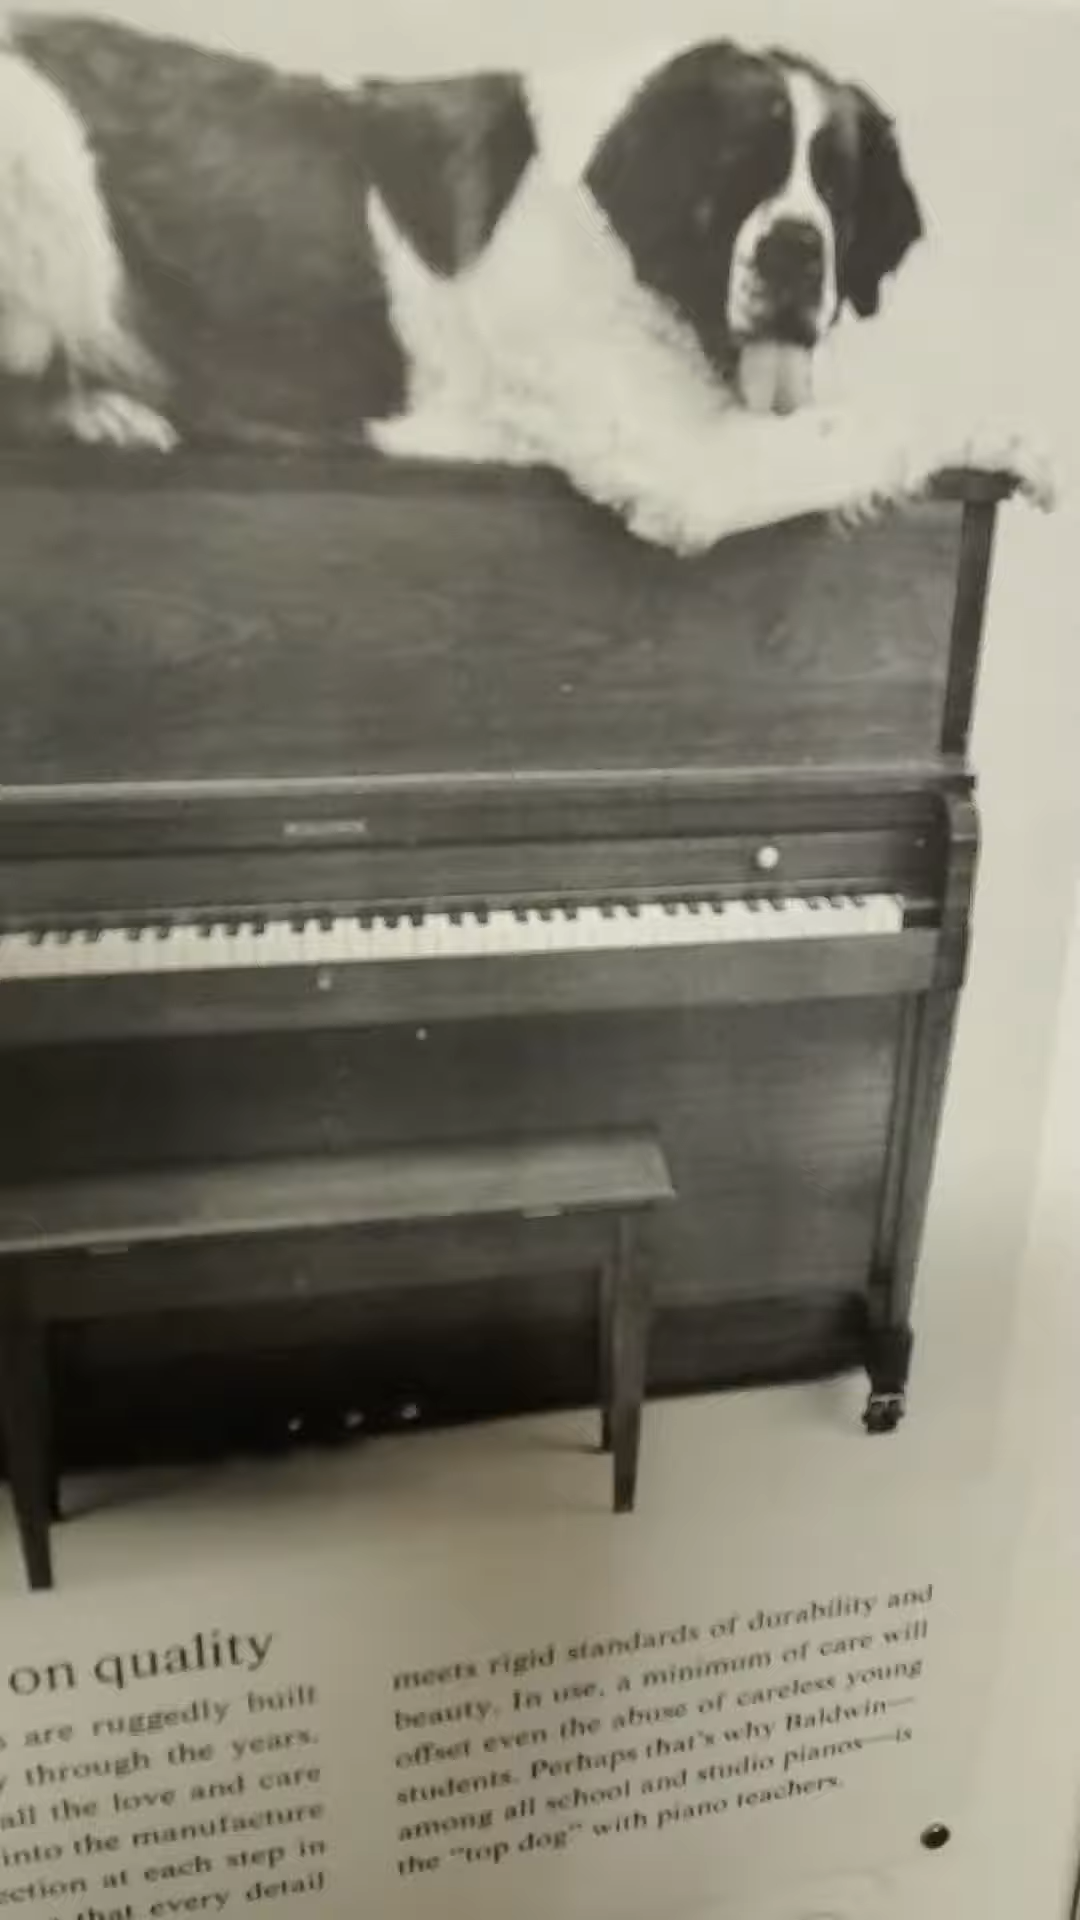 on quality
are ruggedly built
through the years.
all the love and care
into the manufacture
at each step in
that every detail
meets rigid standards of durability and
beauty. In use, a minimum of care will
offset even the abuse of careless young
students. Perhaps that's why Baldwin—
among all school and studio pianos—is
the "top dog" with piano teachers.